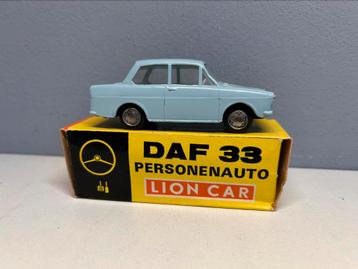 DAF 33
PERSONENAUTO
LION CAR